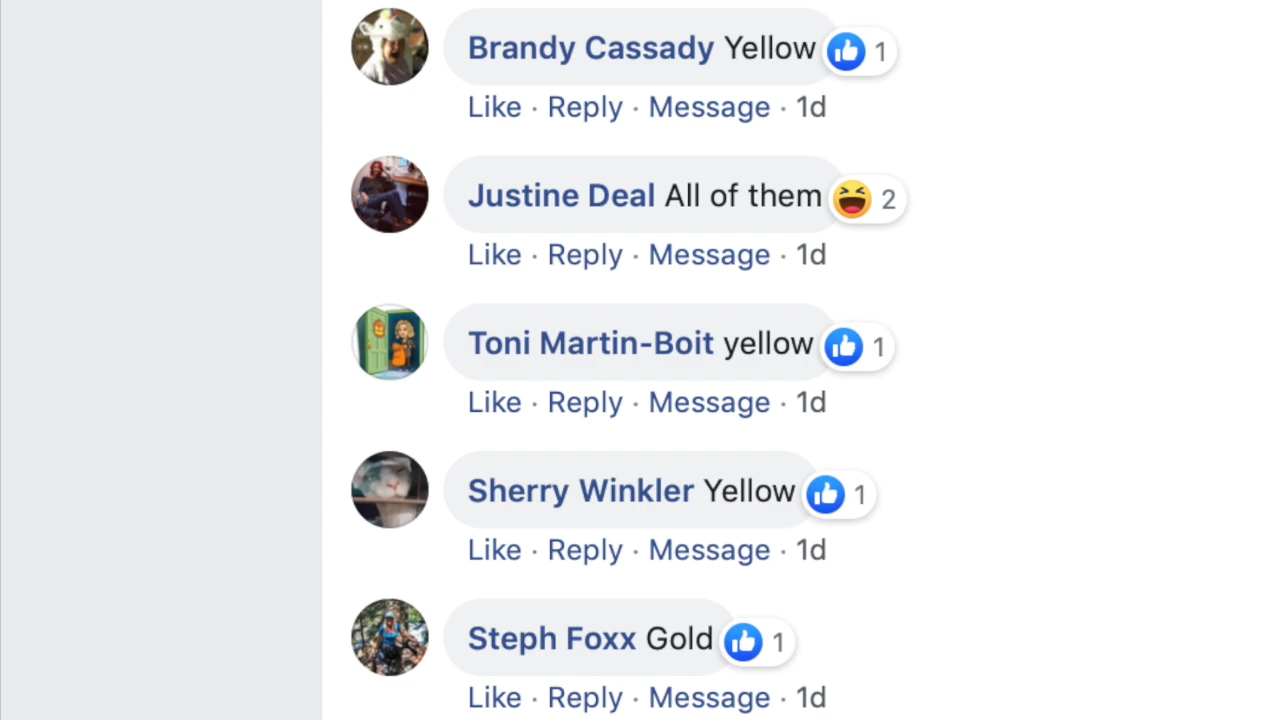 Brandy Cassady Yellow 1
Like · Reply · Message · 1d
Justine Deal All of them 2
Like · Reply · Message · 1d
Toni Martin-Boit yellow 1
Like · Reply · Message · 1d
Sherry Winkler Yellow 1
Like · Reply · Message · 1d
Steph Foxx Gold 1
Like · Reply · Message · 1d